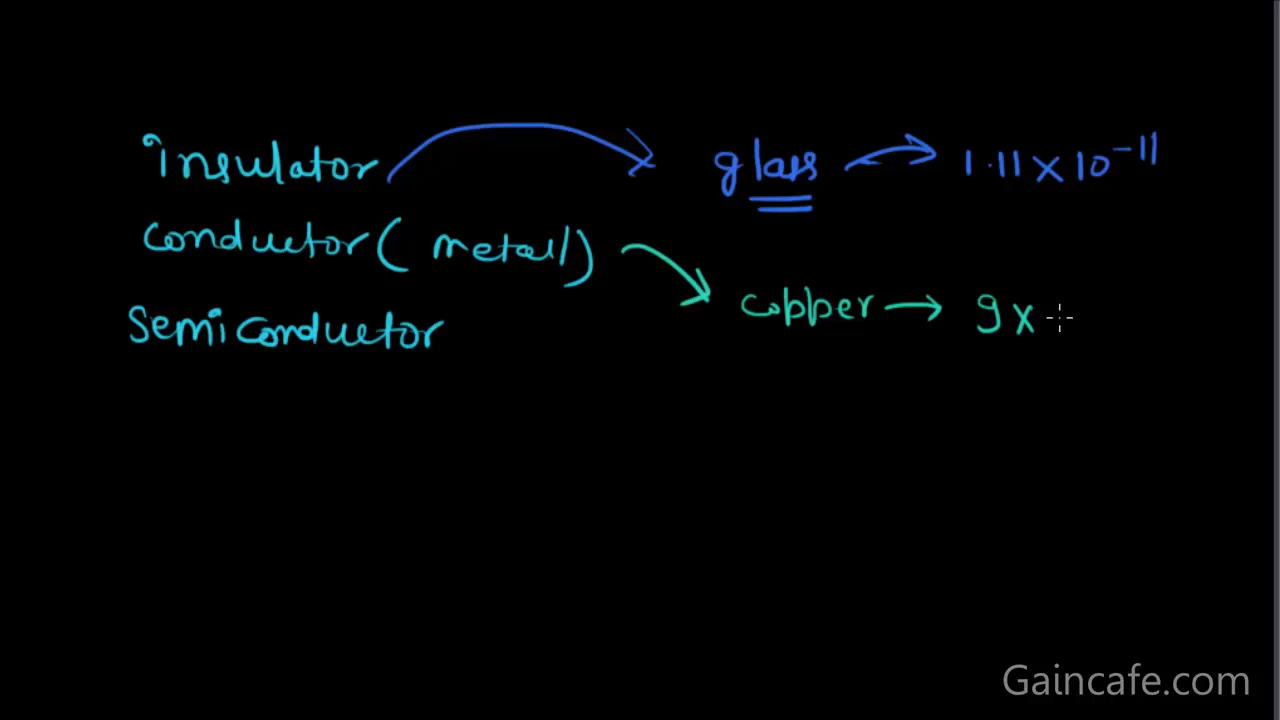 insulator glass 1.11 x 10⁻¹¹
conductor ( metal )
copper → 9 x
semiconductor
Gaincafe.com